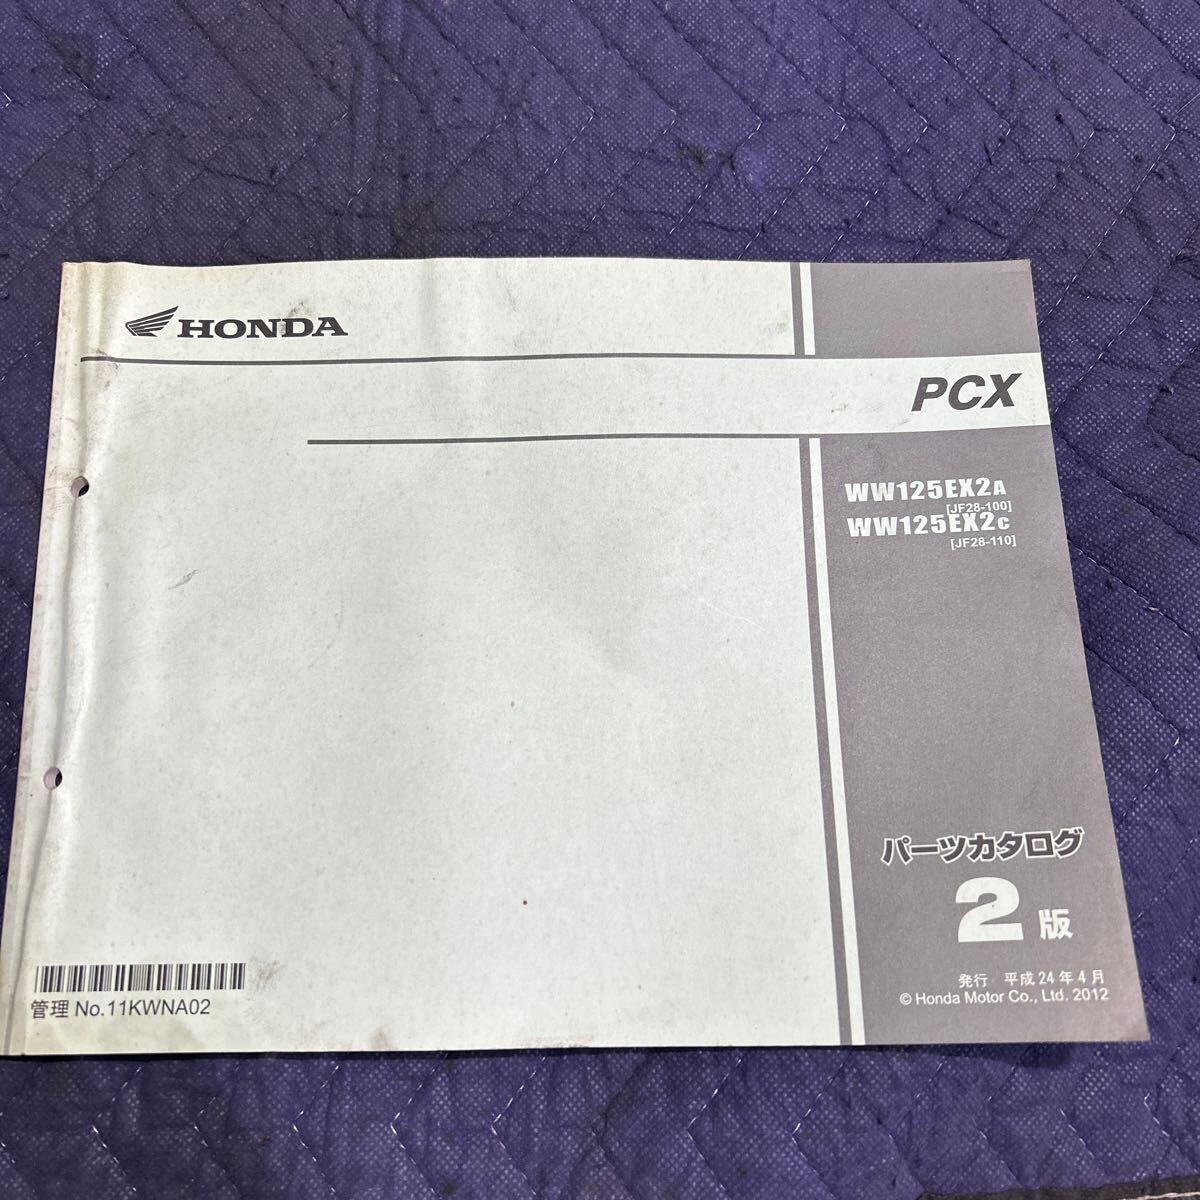 HONDA
PCX
WW125EX2A
[JF28-100]
WW125EX2C
[JF28-110]
パーツカタログ
2版
発行 平成24年4月
© Honda Motor Co., Ltd. 2012
管理 No.11KWNA02